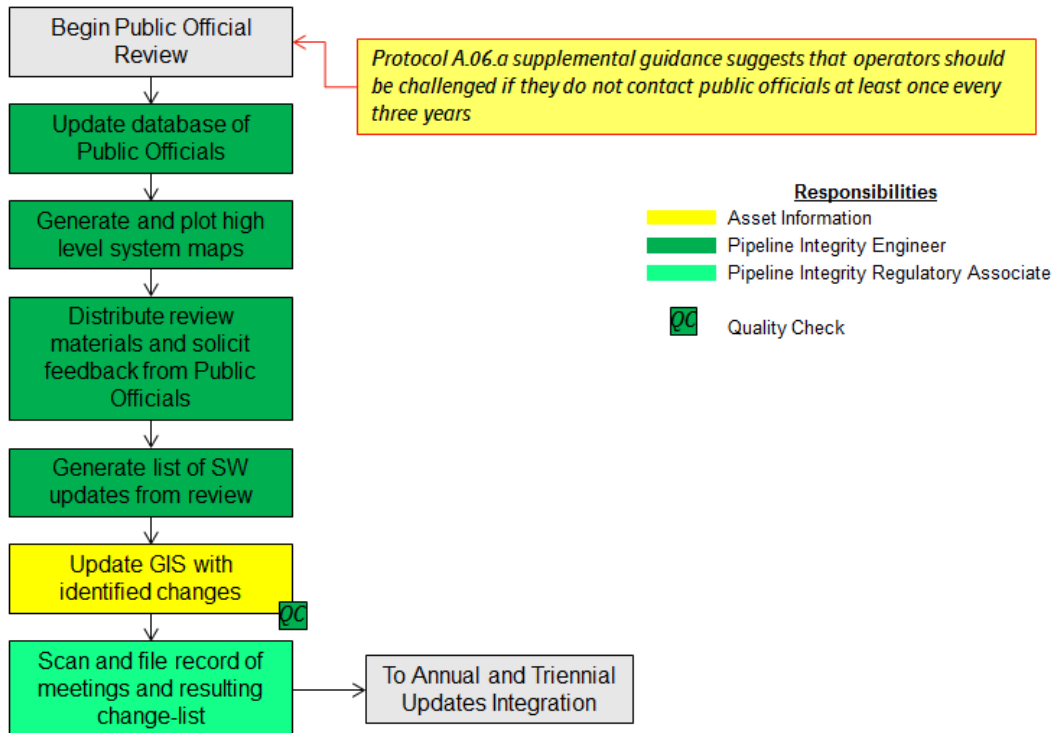 Begin Public Official
Review
Protocol A.06.a supplemental guidance suggests that operators should
be challenged if they do not contact public officials at least once every
three years
Update database of
Public Officials
Generate and plot high
level system maps
Distribute review
materials and solicit
feedback from Public
Officials
Generate list of SW
updates from review
Update GIS with
identified changes
QC
Scan and file record of
meetings and resulting
change-list
To Annual and Triennial
Updates Integration
Responsibilities
Asset Information
Pipeline Integrity Engineer
Pipeline Integrity Regulatory Associate
QC
Quality Check